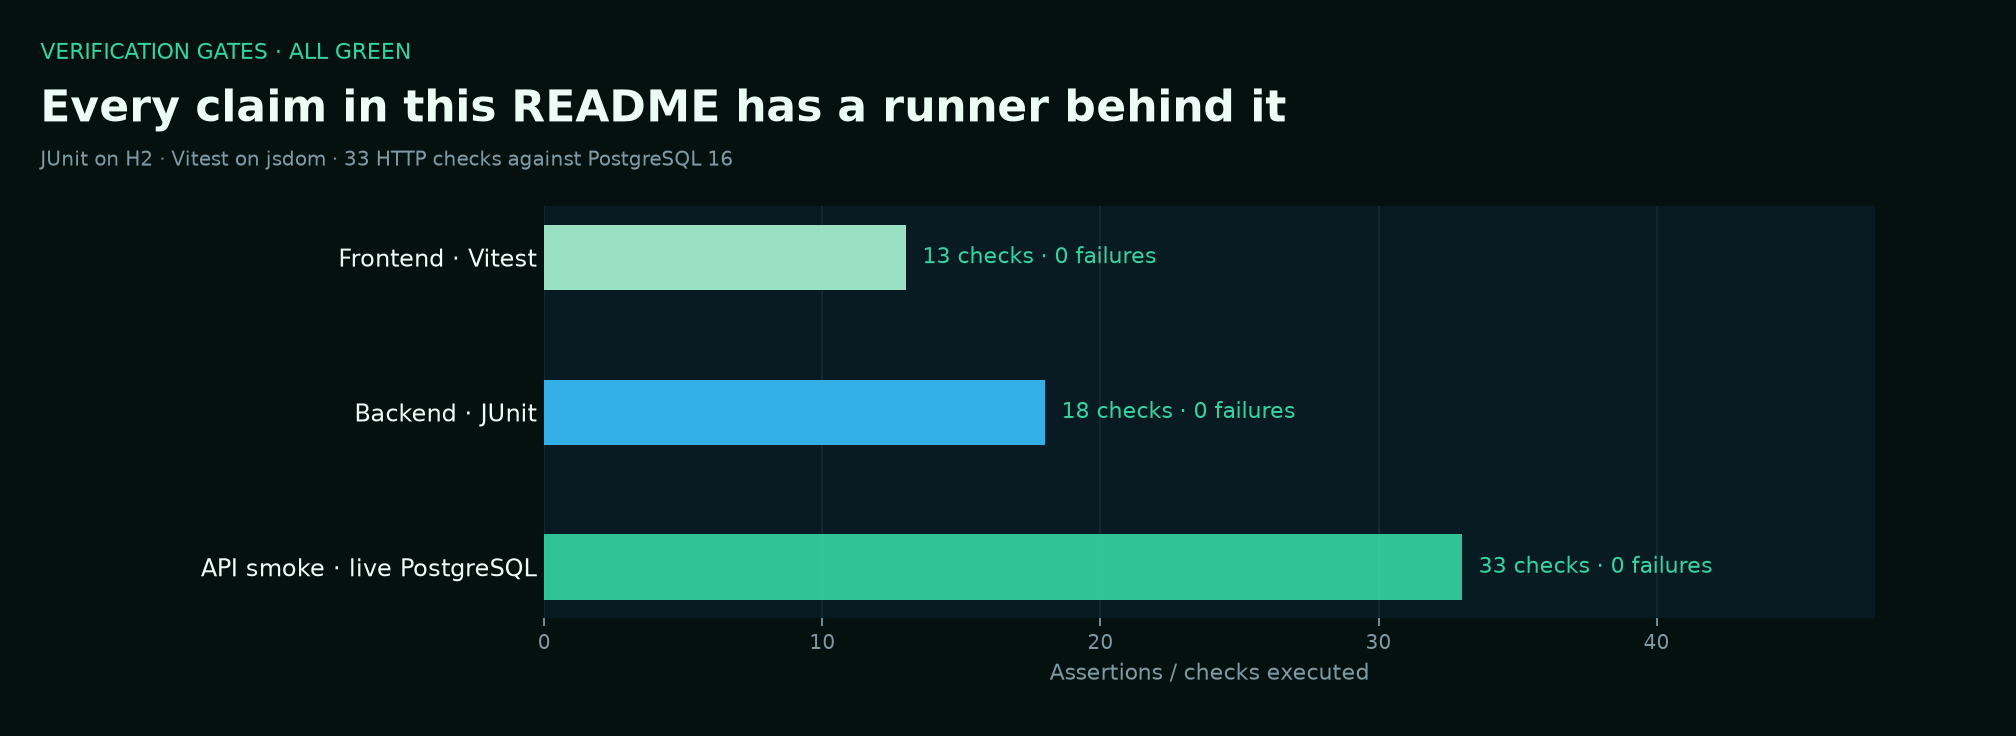 VERIFICATION GATES · ALL GREEN
Every claim in this README has a runner behind it
JUnit on H2 · Vitest on jsdom · 33 HTTP checks against PostgreSQL 16
Frontend · Vitest
13 checks · 0 failures
Backend · JUnit
18 checks · 0 failures
API smoke · live PostgreSQL
33 checks · 0 failures
0 10 20 30 40
Assertions / checks executed